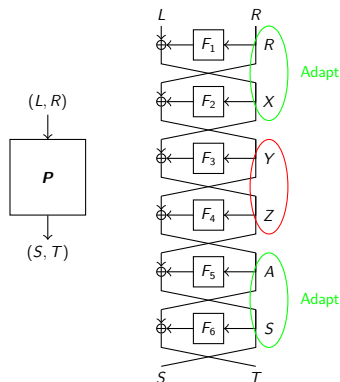 L R
F1 R
Adapt
F2 X
(L, R)
F3 Y
P
F4 Z
(S, T)
F5 A
Adapt
F6 S
S T